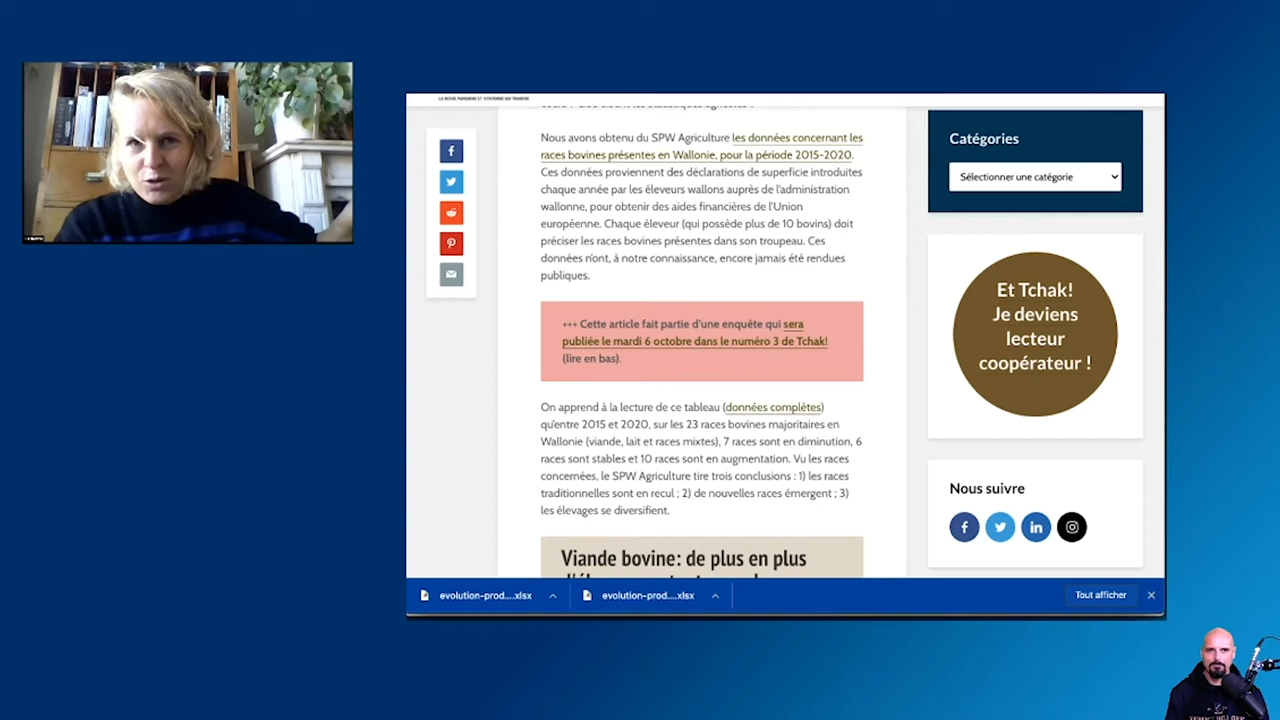 LA REVUE PAYSANNE ET CITOYENNE QUI TRANCHE
Nous avons obtenu du SPW Agriculture les données concernant les
races bovines présentes en Wallonie, pour la période 2015-2020.
Ces données proviennent des déclarations de superficie introduites
chaque année par les éleveurs wallons auprès de l'administration
wallonne, pour obtenir des aides financières de l'Union
européenne. Chaque éleveur (qui possède plus de 10 bovins) doit
préciser les races bovines présentes dans son troupeau. Ces
données n'ont, à notre connaissance, encore jamais été rendues
publiques.
+++ Cette article fait partie d'une enquête qui sera
publiée le mardi 6 octobre dans le numéro 3 de Tchak!
(lire en bas).
On apprend à la lecture de ce tableau (données complètes)
qu'entre 2015 et 2020, sur les 23 races bovines majoritaires en
Wallonie (viande, lait et races mixtes), 7 races sont en diminution, 6
races sont stables et 10 races sont en augmentation. Vu les races
concernées, le SPW Agriculture tire trois conclusions : 1) les races
traditionnelles sont en recul ; 2) de nouvelles races émergent ; 3)
les élevages se diversifient.
Viande bovine: de plus en plus
Catégories
Sélectionner une catégorie
Et Tchak!
Je deviens
lecteur
coopérateur !
Nous suivre
evolution-prod....xlsx
evolution-prod....xlsx
Tout afficher